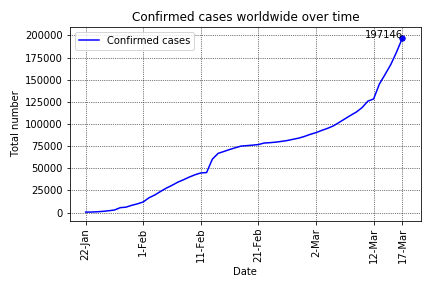 Confirmed cases worldwide over time
197146
200000
Confirmed cases
175000
150000
125000
100000
75000
50000
25000
0
Total number
22-Jan
1-Feb
11-Feb
21-Feb
2-Mar
12-Mar
17-Mar
Date